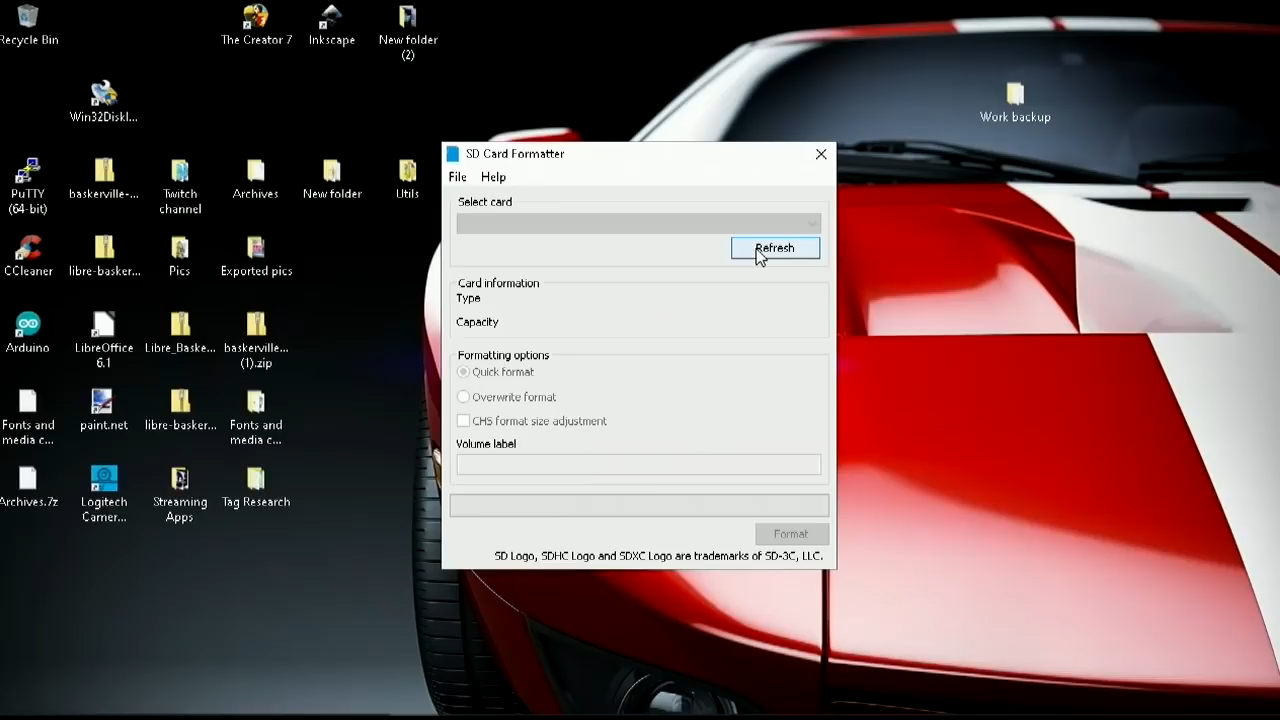 Recycle Bin
The Creator 7
Inkscape
New folder
(2)
Win32DiskI...
Work backup
PuTTY
(64-bit)
baskerville-...
Twitch
channel
Archives
New folder
Utils
CCleaner
libre-basker...
Pics
Exported pics
Arduino
LibreOffice
6.1
Libre_Baske...
baskerville...
(1).zip
Fonts and
media c...
paint.net
libre-basker...
Fonts and
media c...
Archives.7z
Logitech
Camer...
Streaming
Apps
Tag Research
SD Card Formatter
File Help
Select card
Refresh
Card information
Type
Capacity
Formatting options
Quick format
Overwrite format
CHS format size adjustment
Volume label
Format
SD Logo, SDHC Logo and SDXC Logo are trademarks of SD-3C, LLC.